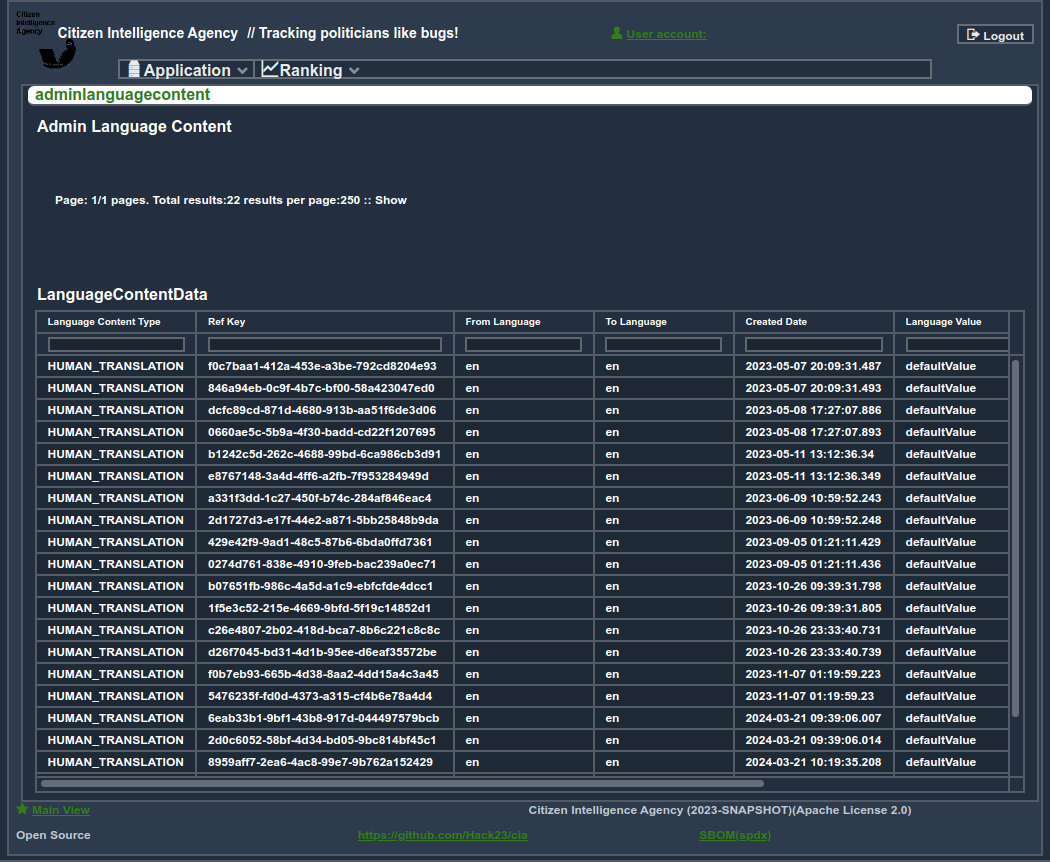 Citizen
Intelligence
Agency
Citizen Intelligence Agency // Tracking politicians like bugs!
User account:
Logout
Application Ranking
adminlanguagecontent
Admin Language Content
Page: 1/1 pages. Total results:22 results per page:250 :: Show
LanguageContentData
Language Content Type Ref Key From Language To Language Created Date Language Value
HUMAN_TRANSLATION f0c7baa1-412a-453e-a3be-792cd8204e93 en en 2023-05-07 20:09:31.487 defaultValue
HUMAN_TRANSLATION 846a94eb-0c9f-4b7c-bf00-58a423047ed0 en en 2023-05-07 20:09:31.493 defaultValue
HUMAN_TRANSLATION dcfc89cd-871d-4680-913b-aa51f6de3d06 en en 2023-05-08 17:27:07.886 defaultValue
HUMAN_TRANSLATION 0660ae5c-5b9a-4f30-badd-cd22f1207695 en en 2023-05-08 17:27:07.893 defaultValue
HUMAN_TRANSLATION b1242c5d-262c-4688-99bd-6ca986cb3d91 en en 2023-05-11 13:12:36.34 defaultValue
HUMAN_TRANSLATION e8767148-3a4d-4ff6-a2fb-7f953284949d en en 2023-05-11 13:12:36.349 defaultValue
HUMAN_TRANSLATION a331f3dd-1c27-450f-b74c-284af846eac4 en en 2023-06-09 10:59:52.243 defaultValue
HUMAN_TRANSLATION 2d1727d3-e17f-44e2-a871-5bb25848b9da en en 2023-06-09 10:59:52.248 defaultValue
HUMAN_TRANSLATION 429e42f9-9ad1-48c5-87b6-6bda0ffd7361 en en 2023-09-05 01:21:11.429 defaultValue
HUMAN_TRANSLATION 0274d761-838e-4910-9feb-bac239a0ec71 en en 2023-09-05 01:21:11.436 defaultValue
HUMAN_TRANSLATION b07651fb-986c-4a5d-a1c9-ebfcfde4dcc1 en en 2023-10-26 09:39:31.798 defaultValue
HUMAN_TRANSLATION 1f5e3c52-215e-4669-9bfd-5f19c14852d1 en en 2023-10-26 09:39:31.805 defaultValue
HUMAN_TRANSLATION c26e4807-2b02-418d-bca7-8b6c221c8c8c en en 2023-10-26 23:33:40.731 defaultValue
HUMAN_TRANSLATION d26f7045-bd31-4d1b-95ee-d6eaf35572be en en 2023-10-26 23:33:40.739 defaultValue
HUMAN_TRANSLATION f0b7eb93-665b-4d38-8aa2-4dd15a4c3a45 en en 2023-11-07 01:19:59.223 defaultValue
HUMAN_TRANSLATION 5476235f-fd0d-4373-a315-cf4b6e78a4d4 en en 2023-11-07 01:19:59.23 defaultValue
HUMAN_TRANSLATION 6eab33b1-9bf1-43b8-917d-044497579bcb en en 2024-03-21 09:39:06.007 defaultValue
HUMAN_TRANSLATION 2d0c6052-58bf-4d34-bd05-9bc814bf45c1 en en 2024-03-21 09:39:06.014 defaultValue
HUMAN_TRANSLATION 8959aff7-2ea6-4ac8-99e7-9b762a152429 en en 2024-03-21 10:19:35.208 defaultValue
Main View Citizen Intelligence Agency (2023-SNAPSHOT)(Apache License 2.0)
Open Source https://github.com/Hack23/cia SBOM(spdx)